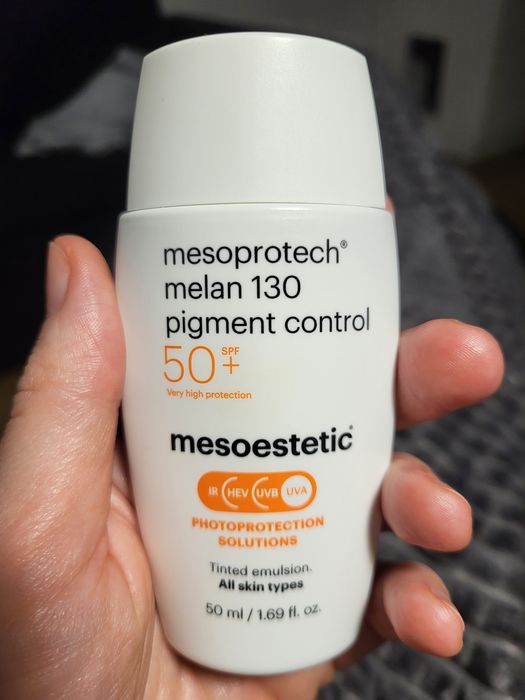 mesoprotech®
melan 130
pigment control
50+ SPF
Very high protection
mesoestetic®
IR HEV UVB UVA
PHOTOPROTECTION
SOLUTIONS
Tinted emulsion.
All skin types
50 ml / 1.69 fl. oz.